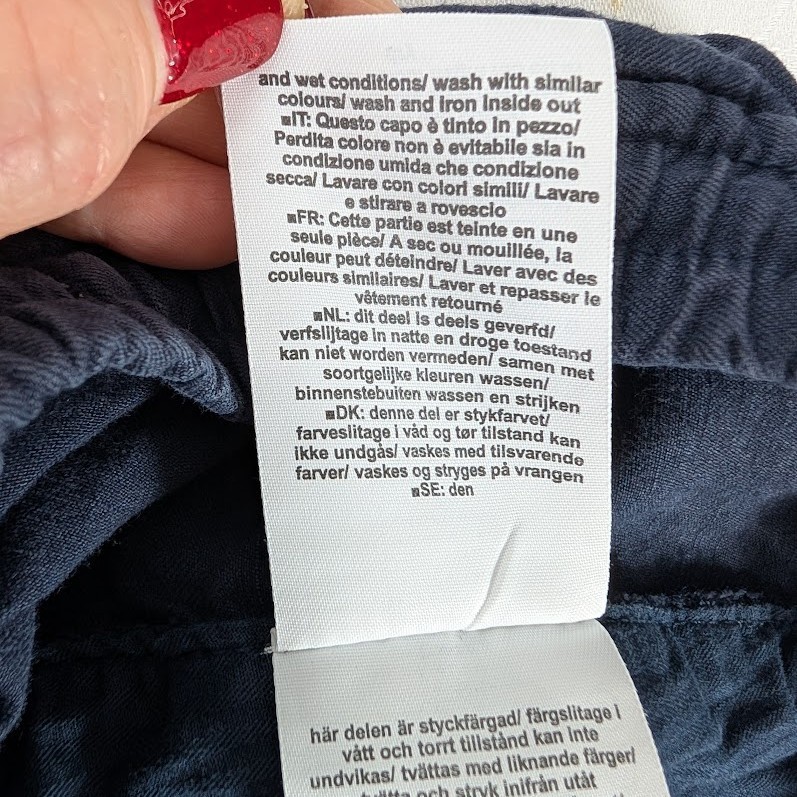 and wet conditions/ wash with similar
colours/ wash and iron inside out
■IT: Questo capo è tinto in pezzo/
Perdita colore non è evitabile sia in
condizione umida che condizione
secca/ Lavare con colori simili/ Lavare
e stirare a rovescio
■FR: Cette partie est teinte en une
seule pièce/ A sec ou mouillée, la
couleur peut déteindre/ Laver avec des
couleurs similaires/ Laver et repasser le
vêtement retourné
■NL: dit deel is deels geverfd/
verfslijtage in natte en droge toestand
kan niet worden vermeden/ samen met
soortgelijke kleuren wassen/
binnenstebuiten wassen en strijken
■DK: denne del er stykfarvet/
farveslitage i våd og tør tilstand kan
ikke undgås/ vaskes med tilsvarende
farver/ vaskes og stryges på vrangen
■SE: den
här delen är styckfärgad/ färgslitage i
vått och torrt tillstånd kan inte
undvikas/ tvättas med liknande färger/
tvätta och stryk inifrån utåt